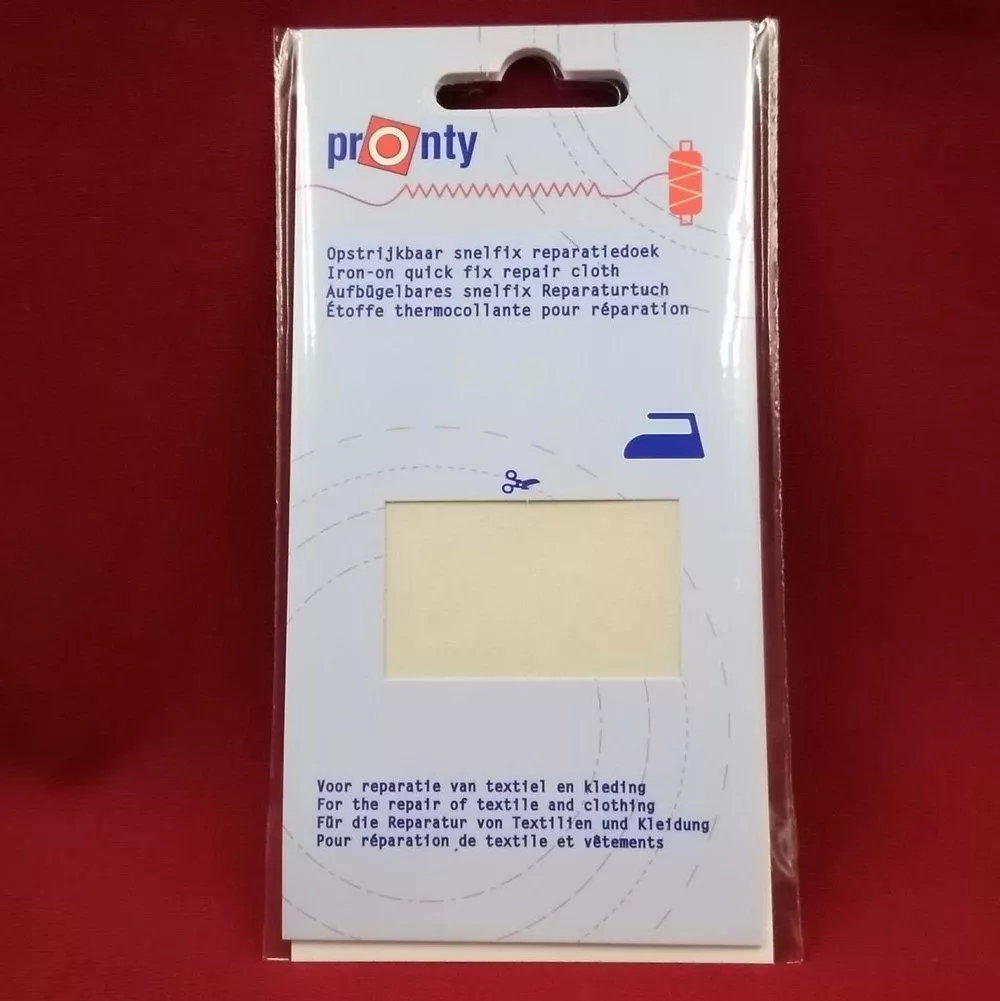 pronty
Opstrijkbaar snelfix reparatiedoek
Iron-on quick fix repair cloth
Aufbügelbares snelfix Reparaturtuch
Étoffe thermocollante pour réparation
Voor reparatie van textiel en kleding
For the repair of textile and clothing
Für die Reparatur von Textilien und Kleidung
Pour réparation de textile et vêtements